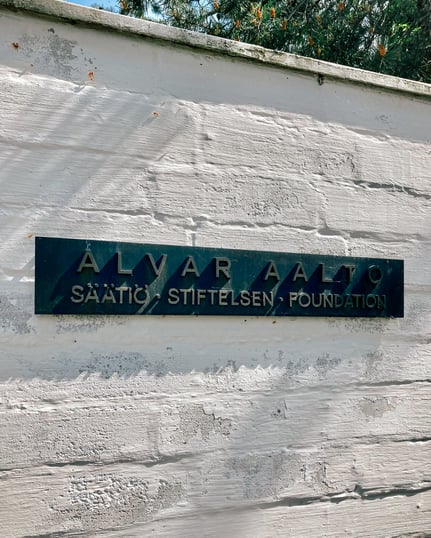 ALVAR AALTO
SÄÄTIÖ · STIFTELSEN · FOUNDATION